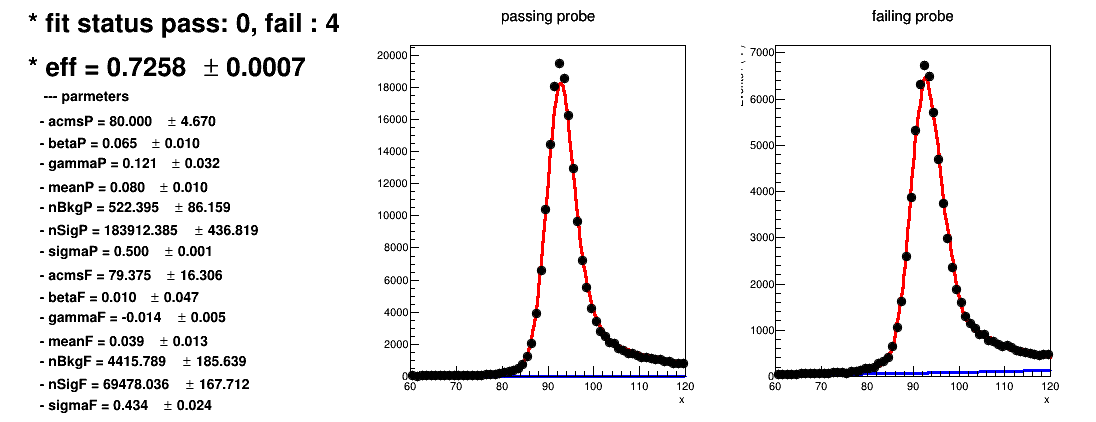 * fit status pass: 0, fail : 4
* eff = 0.7258 ± 0.0007
--- parmeters
- acmsP = 80.000 ± 4.670
- betaP = 0.065 ± 0.010
- gammaP = 0.121 ± 0.032
- meanP = 0.080 ± 0.010
- nBkgP = 522.395 ± 86.159
- nSigP = 183912.385 ± 436.819
- sigmaP = 0.500 ± 0.001
- acmsF = 79.375 ± 16.306
- betaF = 0.010 ± 0.047
- gammaF = -0.014 ± 0.005
- meanF = 0.039 ± 0.013
- nBkgF = 4415.789 ± 185.639
- nSigF = 69478.036 ± 167.712
- sigmaF = 0.434 ± 0.024
passing probe
20000
18000
16000
14000
12000
10000
8000
6000
4000
2000
0
60 70 80 90 100 110 120
x
failing probe
7000
6000
5000
4000
3000
2000
1000
0
60 70 80 90 100 110 120
x